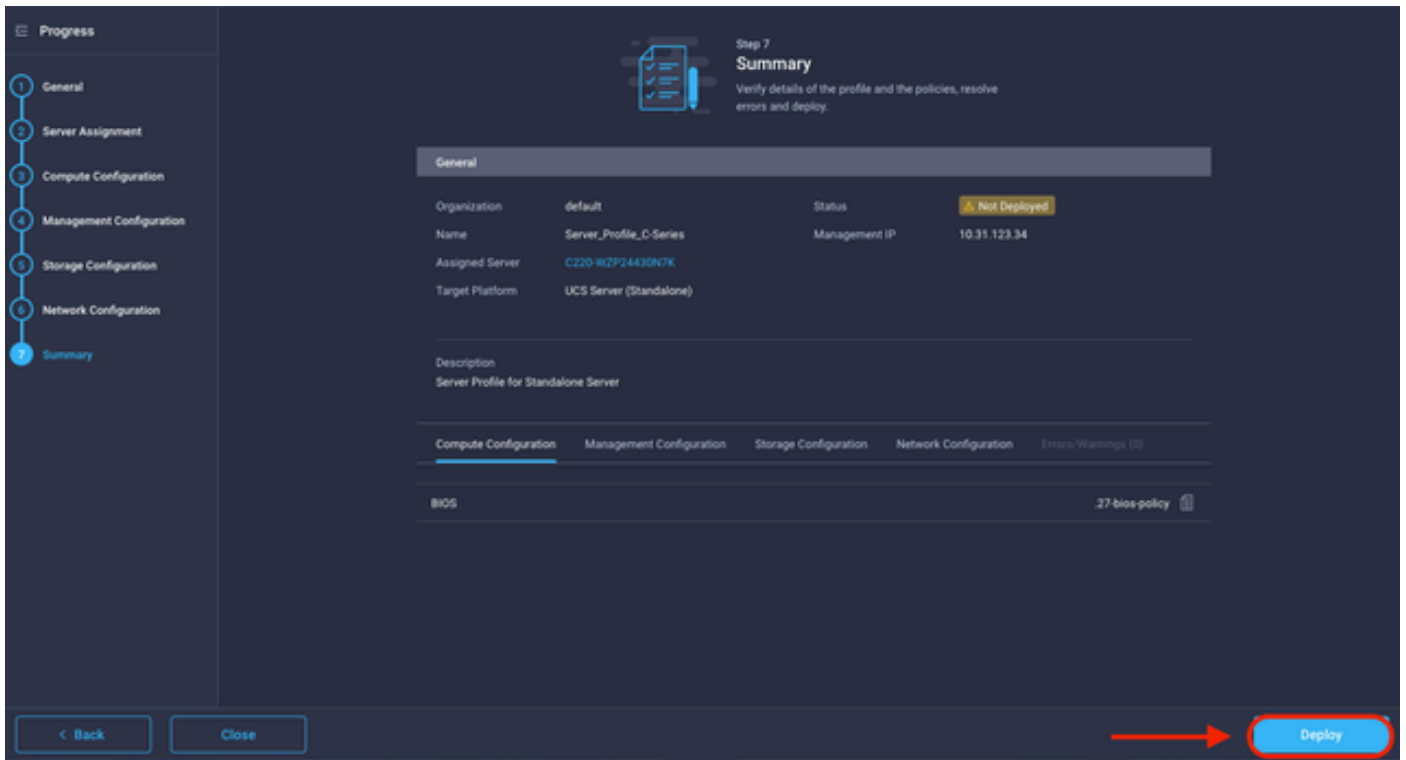 Progress
1 General
2 Server Assignment
3 Compute Configuration
4 Management Configuration
5 Storage Configuration
6 Network Configuration
7 Summary
Step 7
Summary
Verify details of the profile and the policies, resolve
errors and deploy.
General
Organization default Status Not Deployed
Name Server_Profile_C-Series Management IP 10.31.123.34
Assigned Server C220-WZP24430N7K
Target Platform UCS Server (Standalone)
Description
Server Profile for Standalone Server
Compute Configuration Management Configuration Storage Configuration Network Configuration Errors/Warnings (0)
BIOS .27-bios-policy
< Back Close Deploy